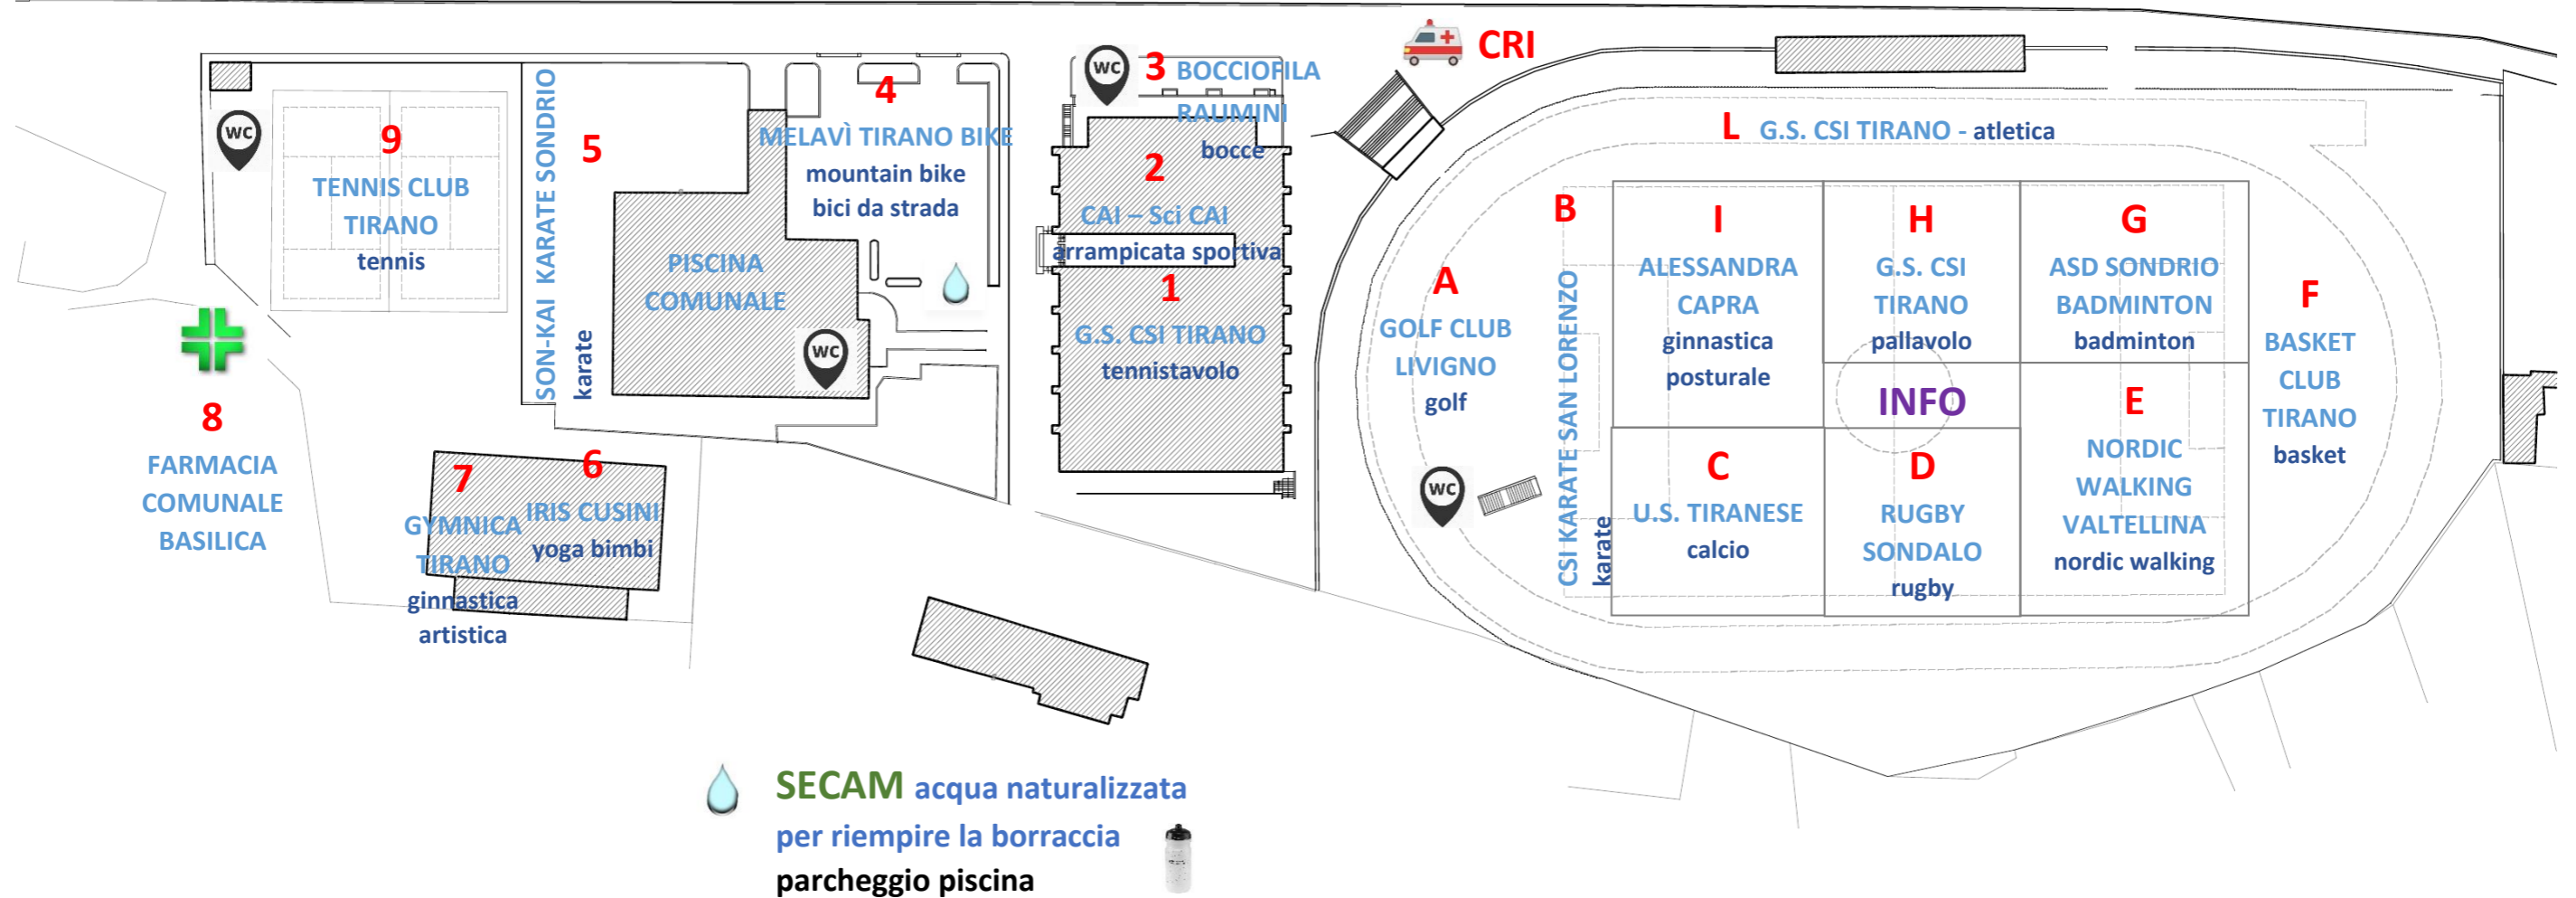 CRI
WC
9
TENNIS CLUB
TIRANO
tennis
5
SON-KAI KARATE SONDRIO
karate
4
MELAVÌ TIRANO BIKE
mountain bike
bici da strada
PISCINA
COMUNALE
WC
WC
3 BOCCIOFILA
RAUMINI
bocce
2
CAI – Sci CAI
arrampicata sportiva
1
G.S. CSI TIRANO
tennistavolo
8
FARMACIA
COMUNALE
BASILICA
7
GYMNICA
TIRANO
ginnastica
artistica
6
IRIS CUSINI
yoga bimbi
L G.S. CSI TIRANO - atletica
A
GOLF CLUB
LIVIGNO
golf
WC
B
CSI KARATE SAN LORENZO
karate
I
ALESSANDRA
CAPRA
ginnastica
posturale
H
G.S. CSI
TIRANO
pallavolo
G
ASD SONDRIO
BADMINTON
badminton
F
BASKET
CLUB
TIRANO
basket
INFO
C
U.S. TIRANESE
calcio
D
RUGBY
SONDALO
rugby
E
NORDIC
WALKING
VALTELLINA
nordic walking
SECAM acqua naturalizzata
per riempire la borraccia
parcheggio piscina